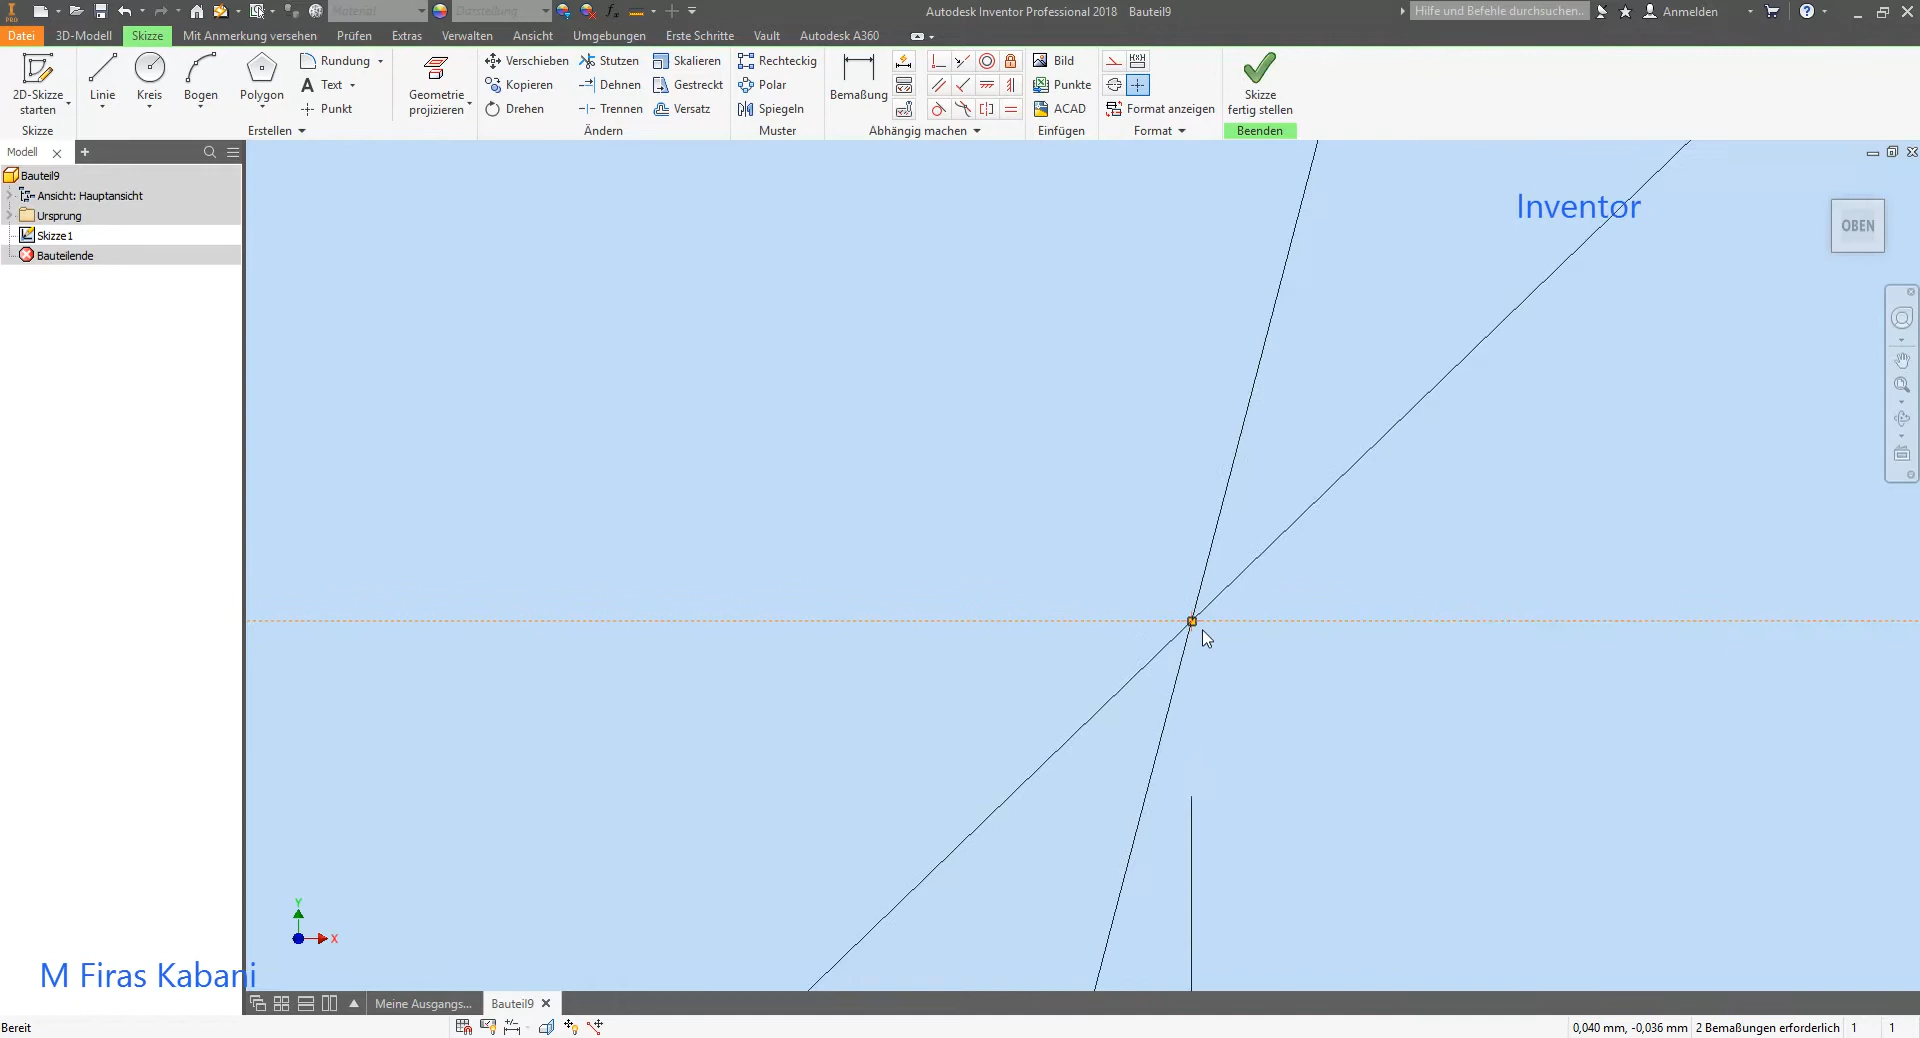 PRO
Material
Darstellung
Autodesk Inventor Professional 2018 Bauteil9
Hilfe und Befehle durchsuchen...
Anmelden
Datei 3D-Modell Skizze Mit Anmerkung versehen Prüfen Extras Verwalten Ansicht Umgebungen Erste Schritte Vault Autodesk A360
2D-Skizze starten
Linie
Kreis
Bogen
Polygon
Rundung
Text
Punkt
Geometrie projizieren
Verschieben
Kopieren
Drehen
Stutzen
Dehnen
Trennen
Skalieren
Gestreckt
Versatz
Rechteckig
Polar
Spiegeln
Bemaßung
Bild
Punkte
ACAD
Format anzeigen
Skizze
fertig stellen
Skizze Erstellen Ändern Muster Abhängig machen Einfügen Format Beenden
Modell
Bauteil9
Ansicht: Hauptansicht
Ursprung
Skizze1
Bauteilende
Inventor
OBEN
Y
X
M Firas Kabani
Meine Ausgangs... Bauteil9
Bereit
0,040 mm, -0,036 mm 2 Bemaßungen erforderlich 1 1